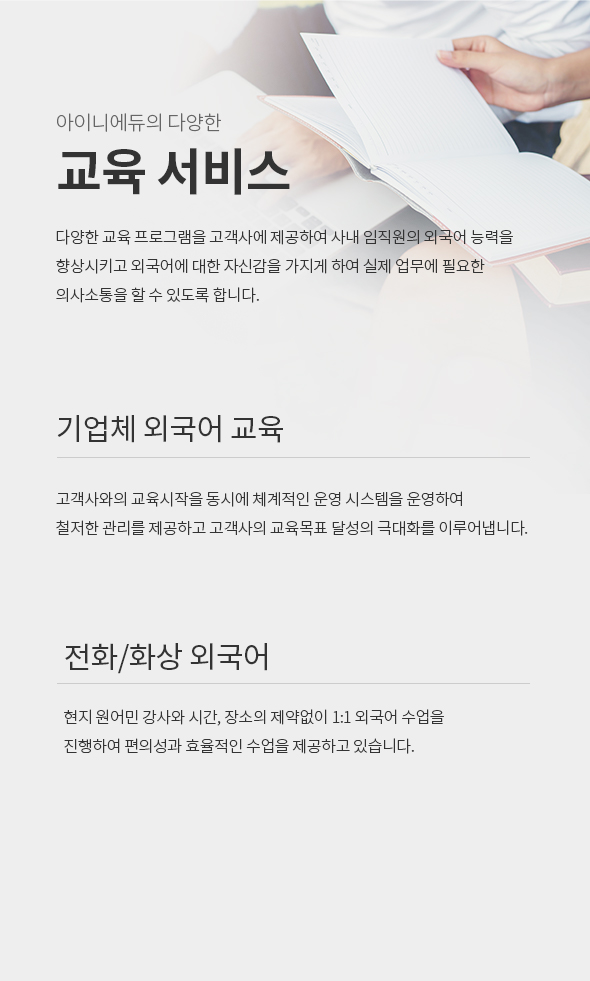 아이니에듀의 다양한
교육 서비스
다양한 교육 프로그램을 고객사에 제공하여 사내 임직원의 외국어 능력을
향상시키고 외국어에 대한 자신감을 가지게 하여 실제 업무에 필요한
의사소통을 할 수 있도록 합니다.
기업체 외국어 교육
고객사와의 교육시작을 동시에 체계적인 운영 시스템을 운영하여
철저한 관리를 제공하고 고객사의 교육목표 달성의 극대화를 이루어냅니다.
전화/화상 외국어
현지 원어민 강사와 시간, 장소의 제약없이 1:1 외국어 수업을
진행하여 편의성과 효율적인 수업을 제공하고 있습니다.